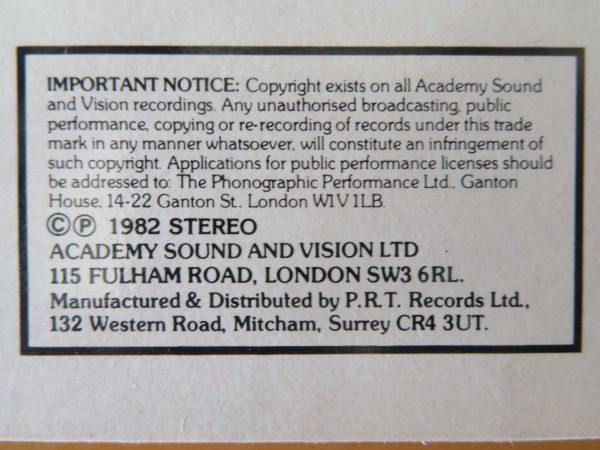 IMPORTANT NOTICE: Copyright exists on all Academy Sound
and Vision recordings. Any unauthorised broadcasting, public
performance, copying or re-recording of records under this trade
mark in any manner whatsoever, will constitute an infringement of
such copyright. Applications for public performance licenses should
be addressed to: The Phonographic Performance Ltd., Ganton
House, 14-22 Ganton St., London W1V 1LB.
©℗ 1982 STEREO
ACADEMY SOUND AND VISION LTD
115 FULHAM ROAD, LONDON SW3 6RL.
Manufactured & Distributed by P.R.T. Records Ltd.,
132 Western Road, Mitcham, Surrey CR4 3UT.